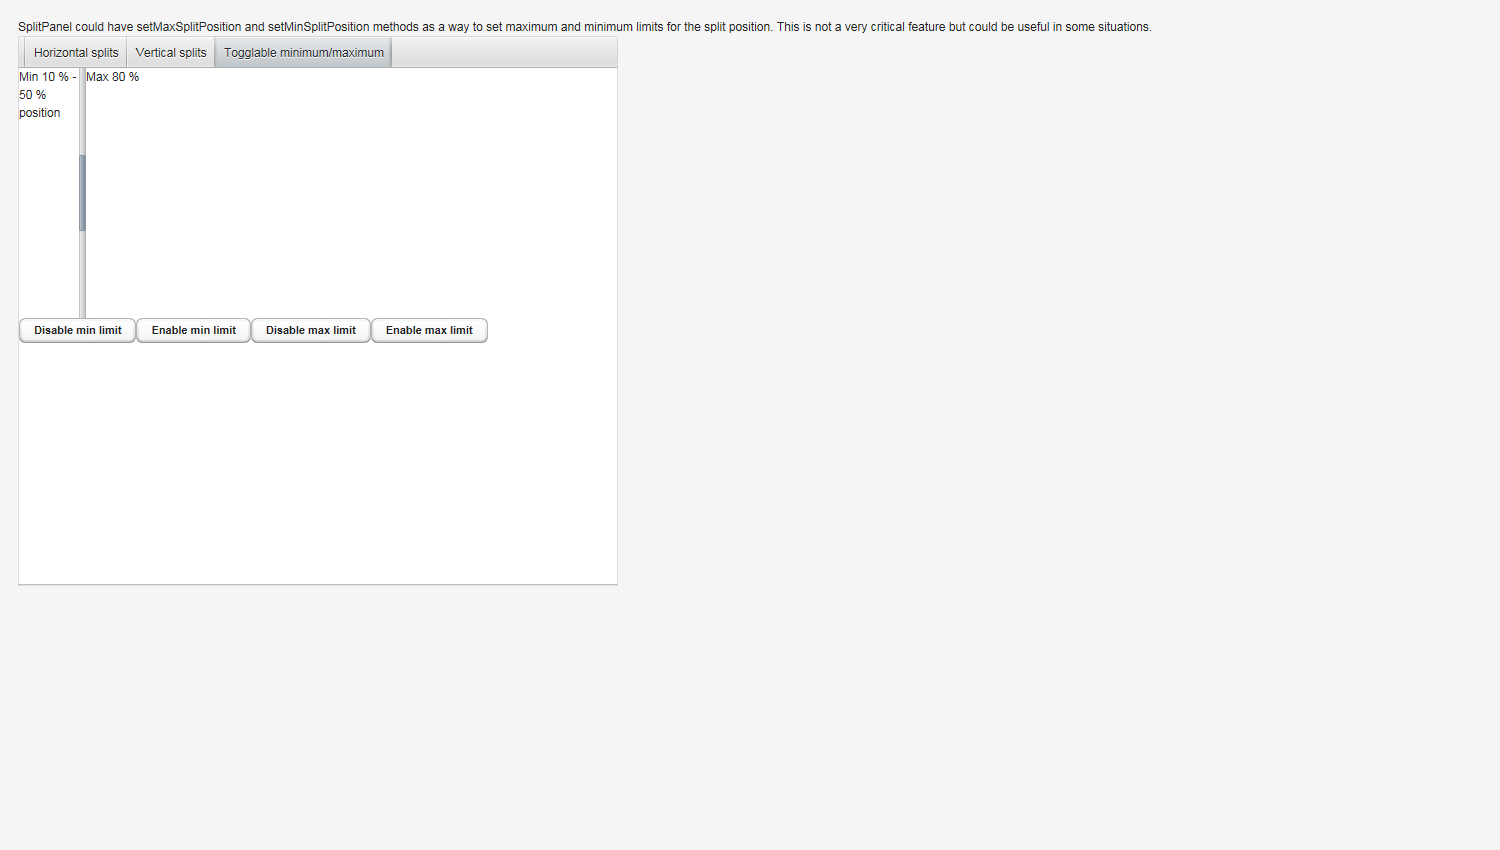 SplitPanel could have setMaxSplitPosition and setMinSplitPosition methods as a way to set maximum and minimum limits for the split position. This is not a very critical feature but could be useful in some situations.
Horizontal splits Vertical splits Togglable minimum/maximum
Min 10 % - Max 80 %
50 %
position
Disable min limit Enable min limit Disable max limit Enable max limit